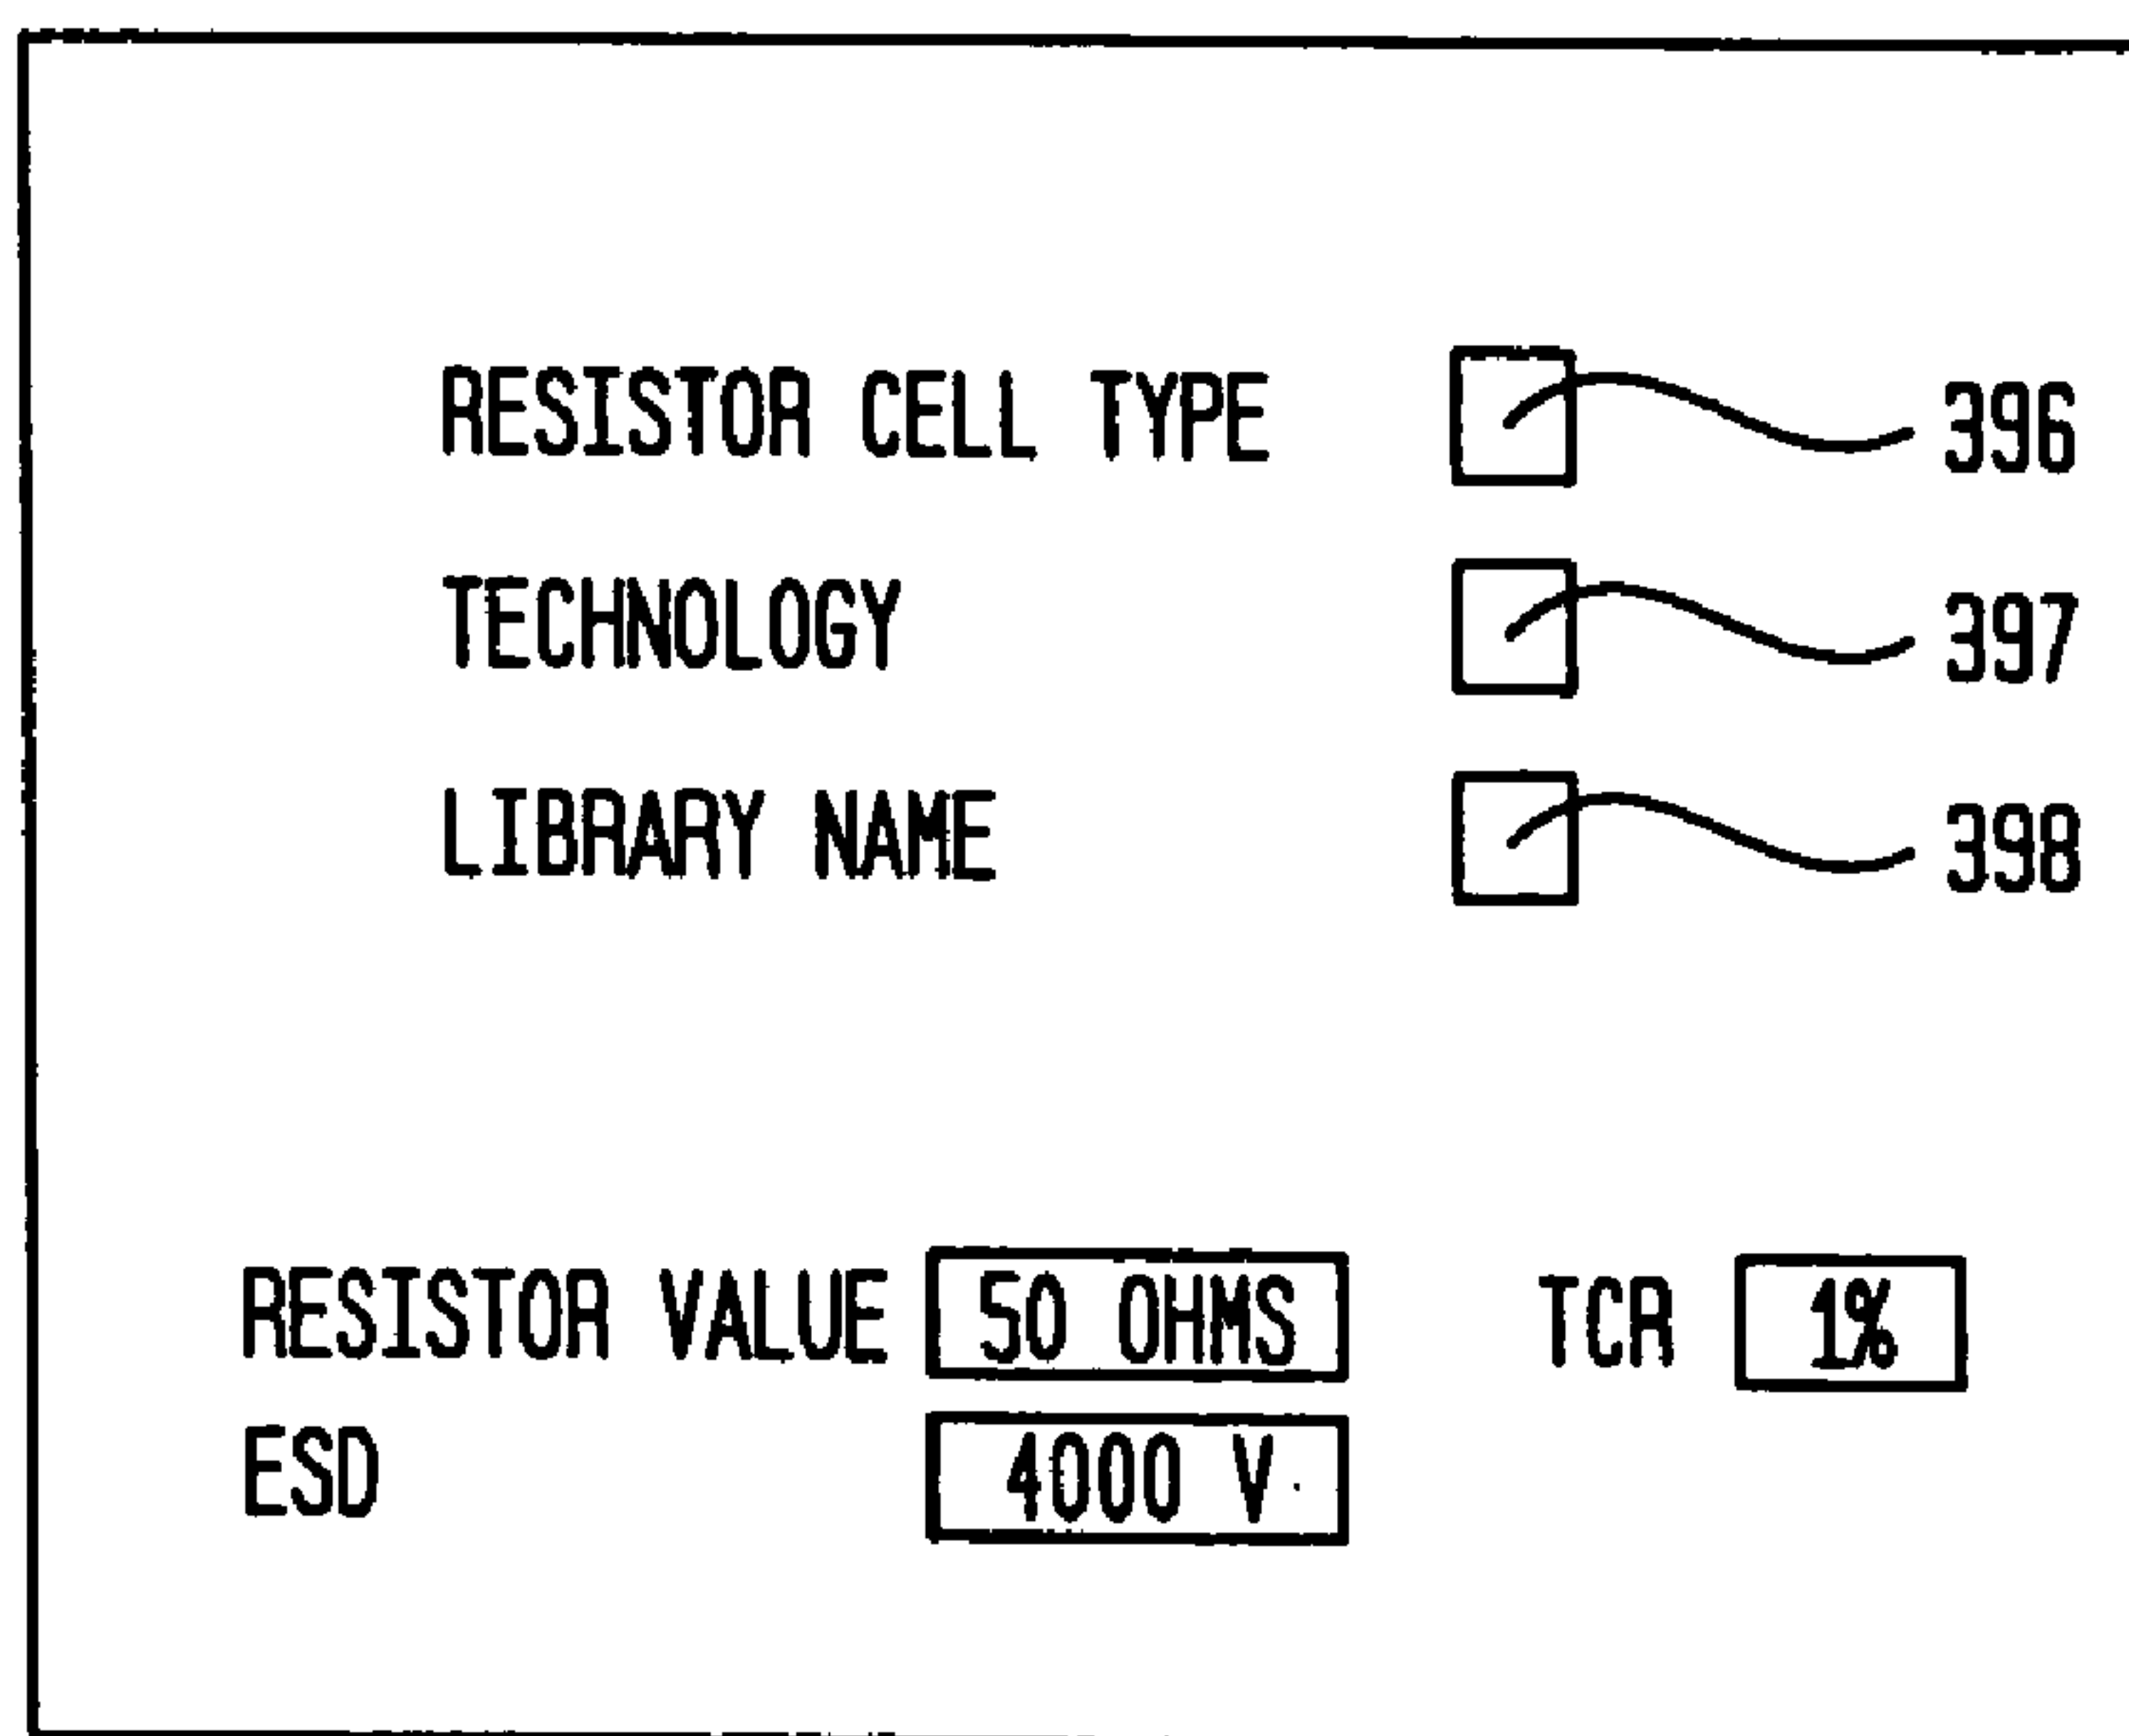 RESISTOR CELL TYPE 396
TECHNOLOGY 397
LIBRARY NAME 398
RESISTOR VALUE 50 OHMS TCR 1%
ESD 4000 V